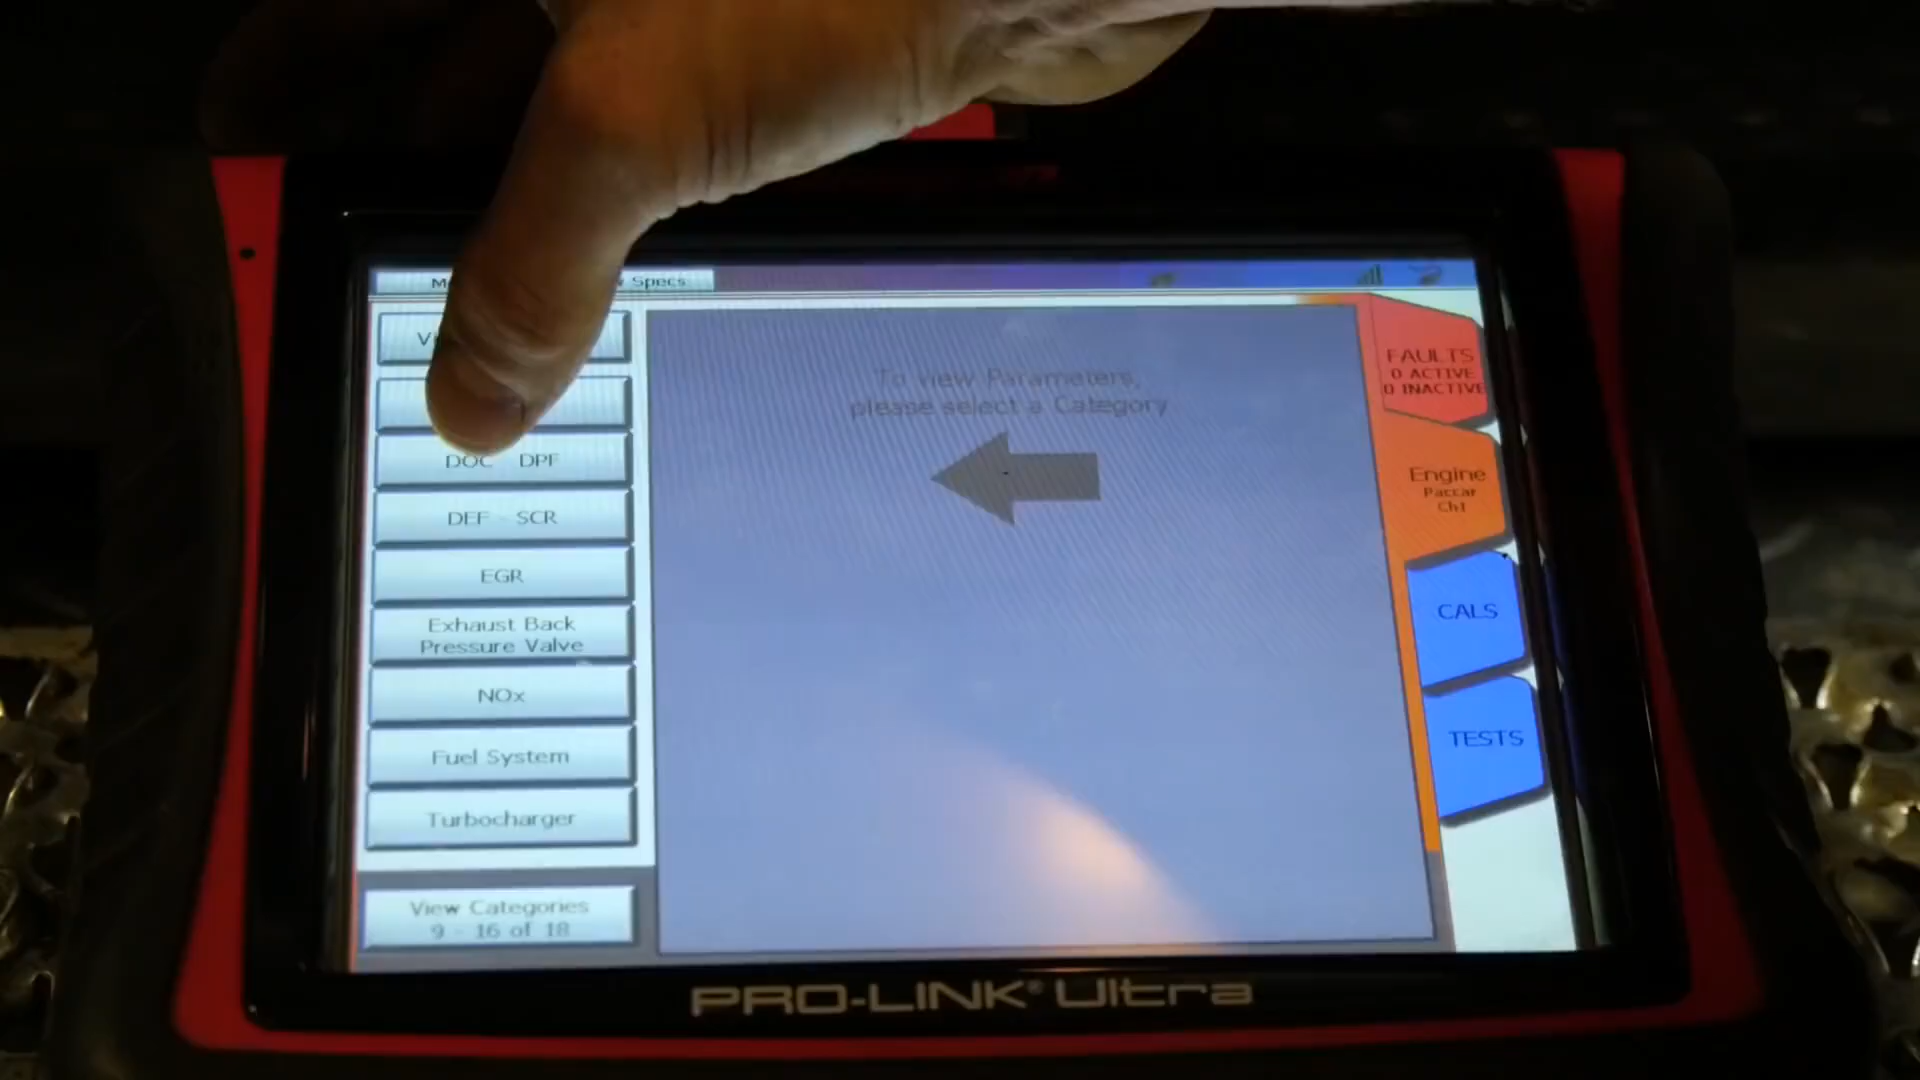 Specs
DOC DPF
DEF - SCR
EGR
Exhaust Back
Pressure Valve
NOx
Fuel System
Turbocharger
View Categories
9 - 16 of 18
To view Parameters,
please select a Category
FAULTS
0 ACTIVE
0 INACTIVE
Engine
Paccar
Ch1
CALS
TESTS
PRO-LINK® Ultra